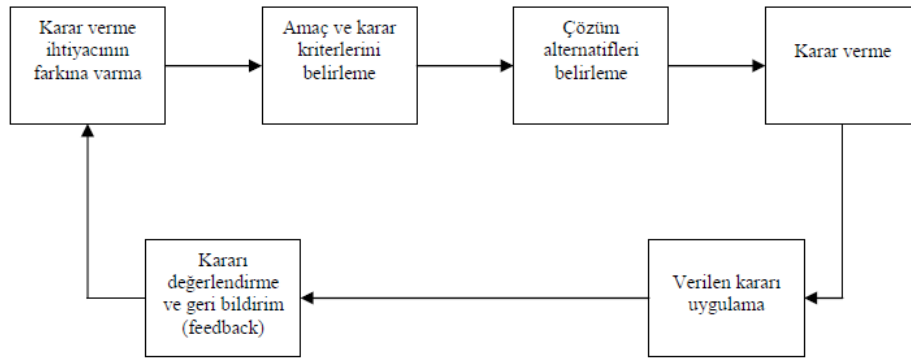 Karar verme
ihtiyacının
farkına varma
Amaç ve karar
kriterlerini
belirleme
Çözüm
alternatifleri
belirleme
Karar verme
Kararı
değerlendirme
ve geri bildirim
(feedback)
Verilen kararı
uygulama